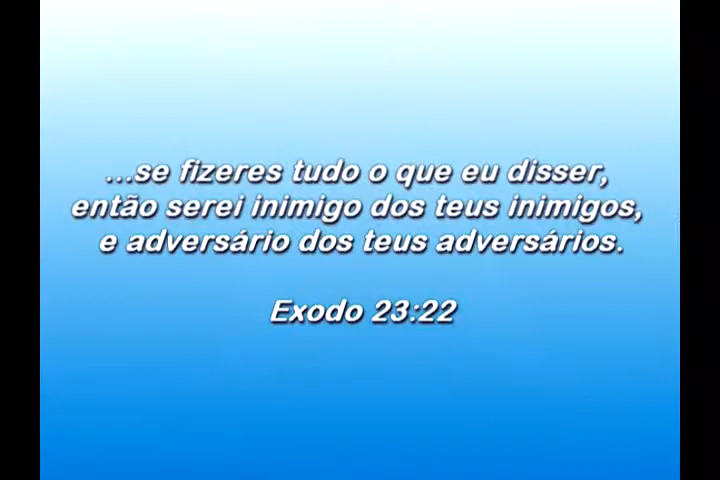 ...se fizeres tudo o que eu disser,
então serei inimigo dos teus inimigos,
e adversário dos teus adversários.
Exodo 23:22